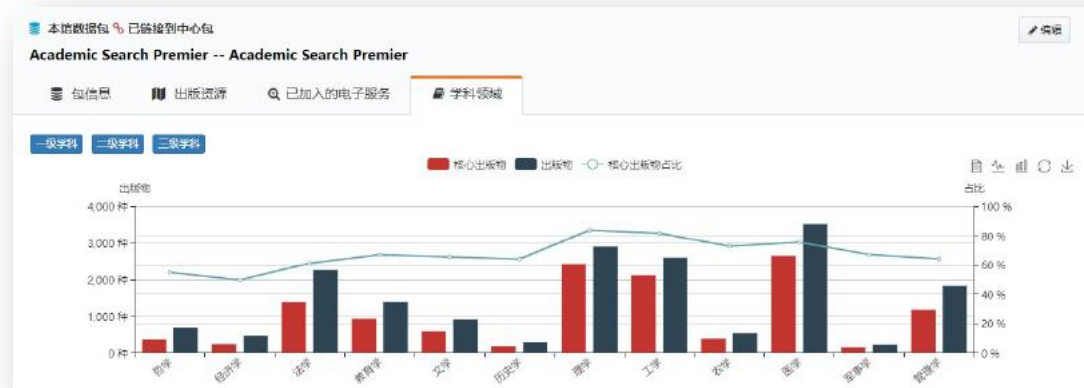 本馆数据包 已链接到中心包
编辑
Academic Search Premier -- Academic Search Premier
包信息 出版资源 已加入的电子服务 学科领域
一级学科 二级学科 三级学科
核心出版物 出版物 核心出版物占比
出版物 占比
4,000 种 100 %
3,000 种 80 %
2,000 种 60 %
1,000 种 40 %
0 种 20 %
0 %
哲学 经济学 法学 教育学 文学 历史学 理学 工学 农学 医学 军事学 管理学